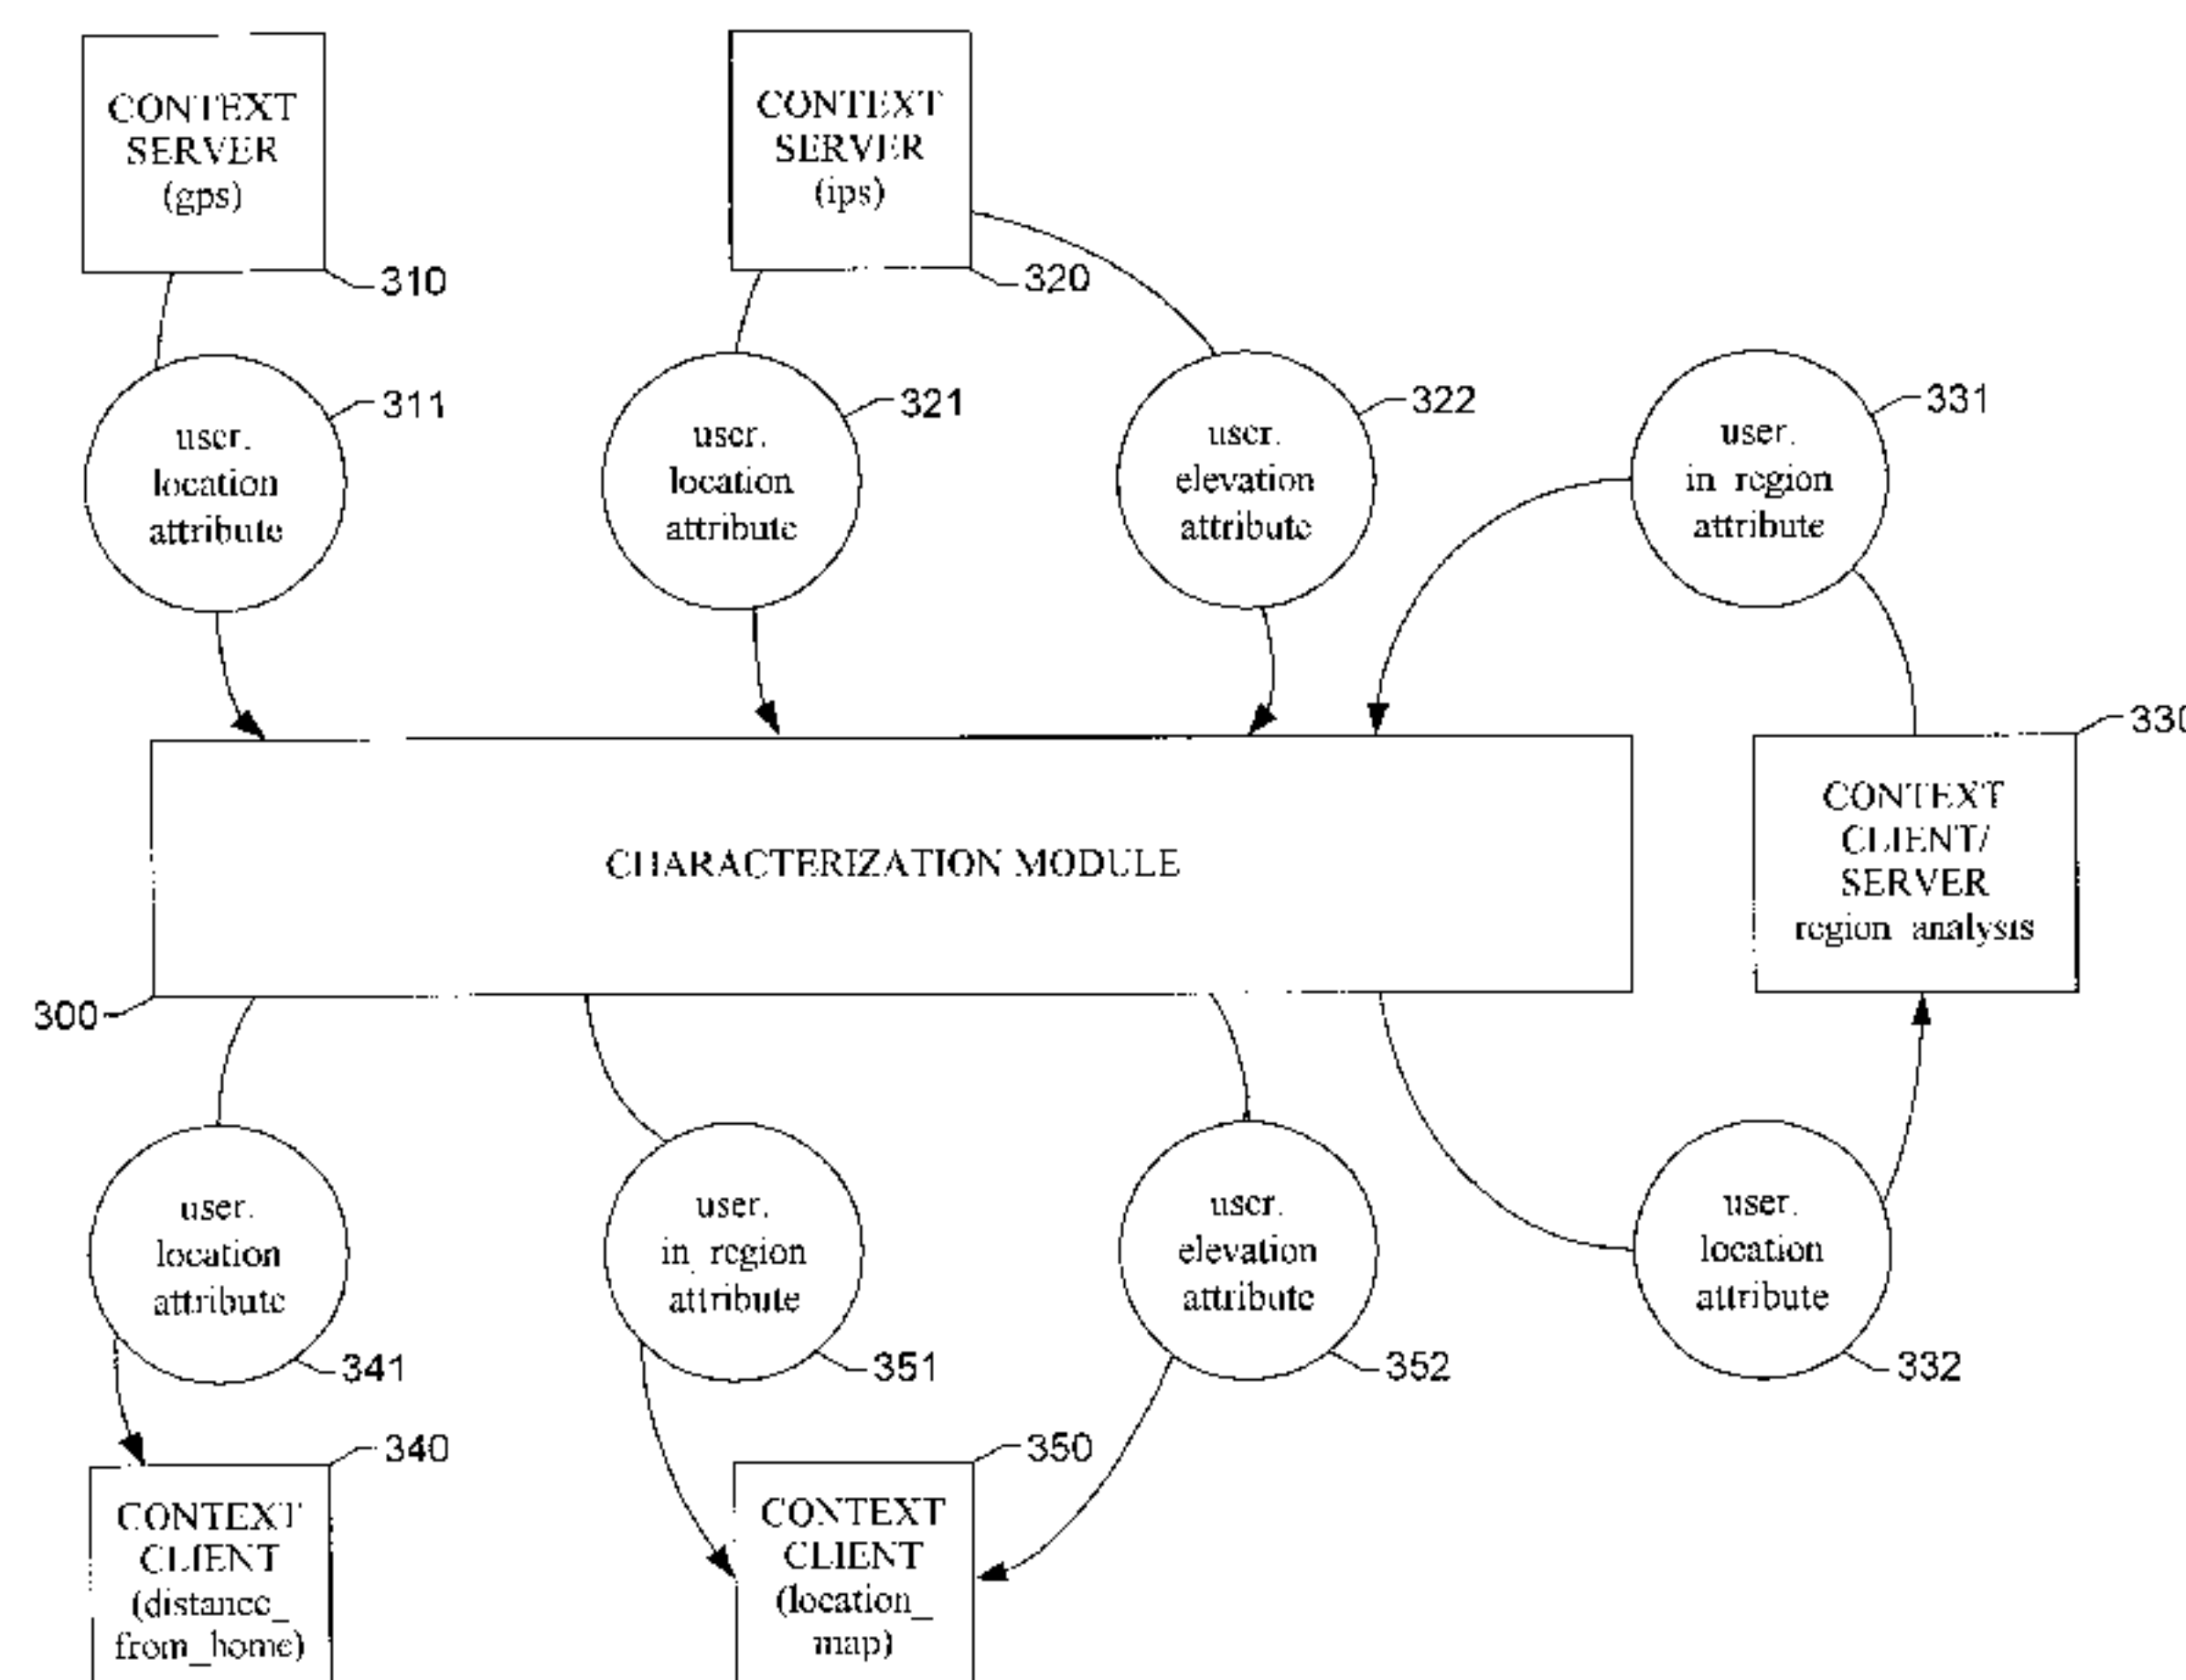 CONTEXT
SERVER
(gps)
310
CONTEXT
SERVER
(ips)
320
311
user.
location
attribute
321
user.
location
attribute
322
user.
elevation
attribute
331
user.
in_region
attribute
330
CHARACTERIZATION MODULE
300
CONTEXT
CLIENT/
SERVER
region_analysis
user.
location
attribute
341
user.
in_region
attribute
351
user.
elevation
attribute
352
user.
location
attribute
332
340
CONTEXT
CLIENT
(distance_
from_home)
350
CONTEXT
CLIENT
(location_
map)